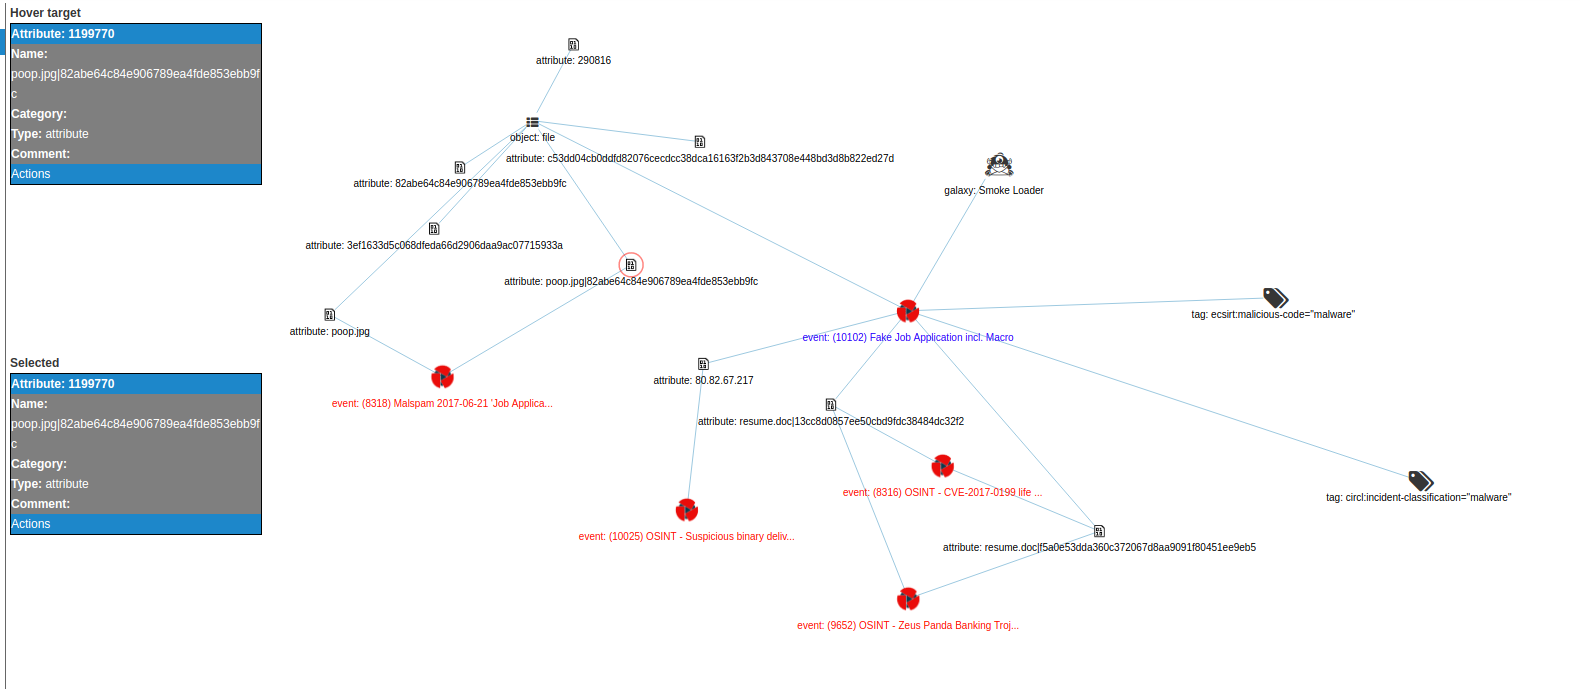 Hover target
Attribute: 1199770
Name:
poop.jpg|82abe64c84e906789ea4fde853ebb9f
c
Category:
Type: attribute
Comment:
Actions
Selected
Attribute: 1199770
Name:
poop.jpg|82abe64c84e906789ea4fde853ebb9f
c
Category:
Type: attribute
Comment:
Actions
attribute: 290816
object: file
attribute: c53dd04cb0ddfd82076cecdcc38dca16163f2b3d843708e448bd3d8b822ed27d
attribute: 82abe64c84e906789ea4fde853ebb9fc
galaxy: Smoke Loader
attribute: 3ef1633d5c068dfeda66d2906daa9ac07715933a
attribute: poop.jpg|82abe64c84e906789ea4fde853ebb9fc
tag: ecsirt:malicious-code="malware"
attribute: poop.jpg
event: (10102) Fake Job Application incl. Macro
attribute: 80.82.67.217
event: (8318) Malspam 2017-06-21 'Job Applica...
attribute: resume.doc|13cc8d0857ee50cbd9fdc38484dc32f2
event: (8316) OSINT - CVE-2017-0199 life ...
tag: circl:incident-classification="malware"
event: (10025) OSINT - Suspicious binary deliv...
attribute: resume.doc|f5a0e53dda360c372067d8aa9091f80451ee9eb5
event: (9652) OSINT - Zeus Panda Banking Troj...